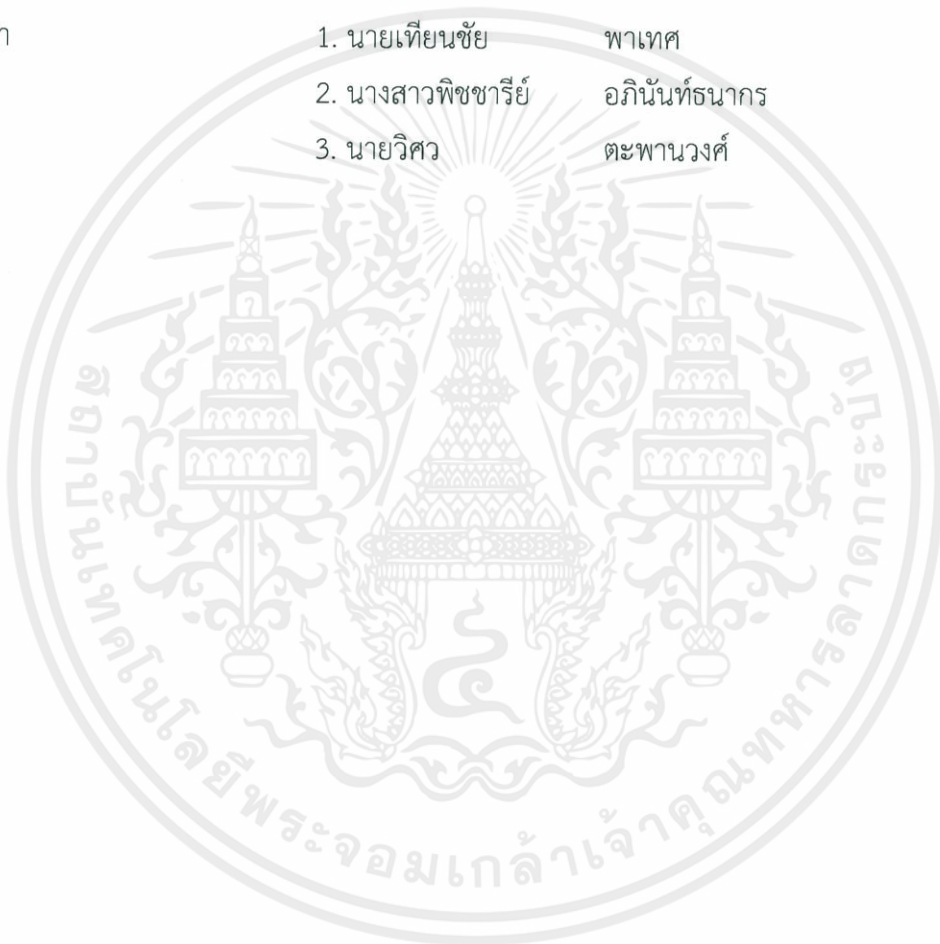 1. นายเทียนชัย พาเทศ
2. นางสาวพิชชารีย์ อภินันท์ธนากร
3. นายวิศว ตะพานวงศ์
สถาบันเทคโนโลยีพระจอมเกล้าเจ้าคุณทหารลาดกระบัง